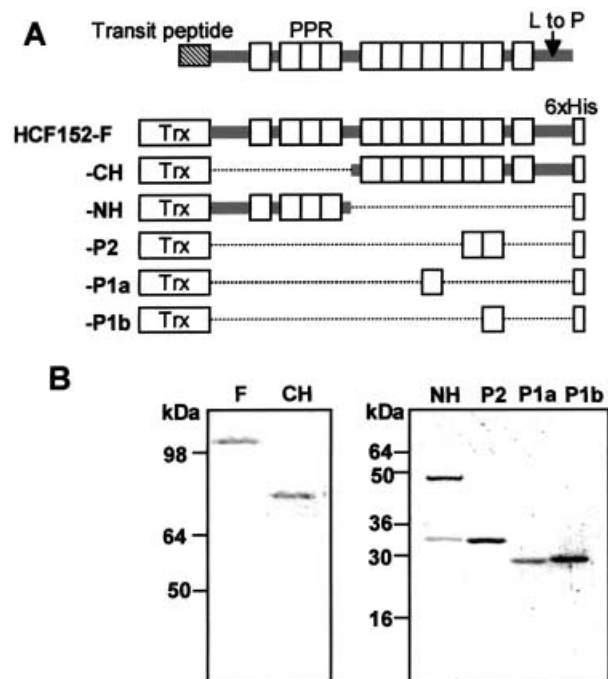 A
Transit peptide
PPR
L to P
6xHis
HCF152-F
Trx
-CH
Trx
-NH
Trx
-P2
Trx
-P1a
Trx
-P1b
Trx
B
F CH
kDa
98
64
50
NH P2 P1a P1b
kDa
64
50
36
30
16